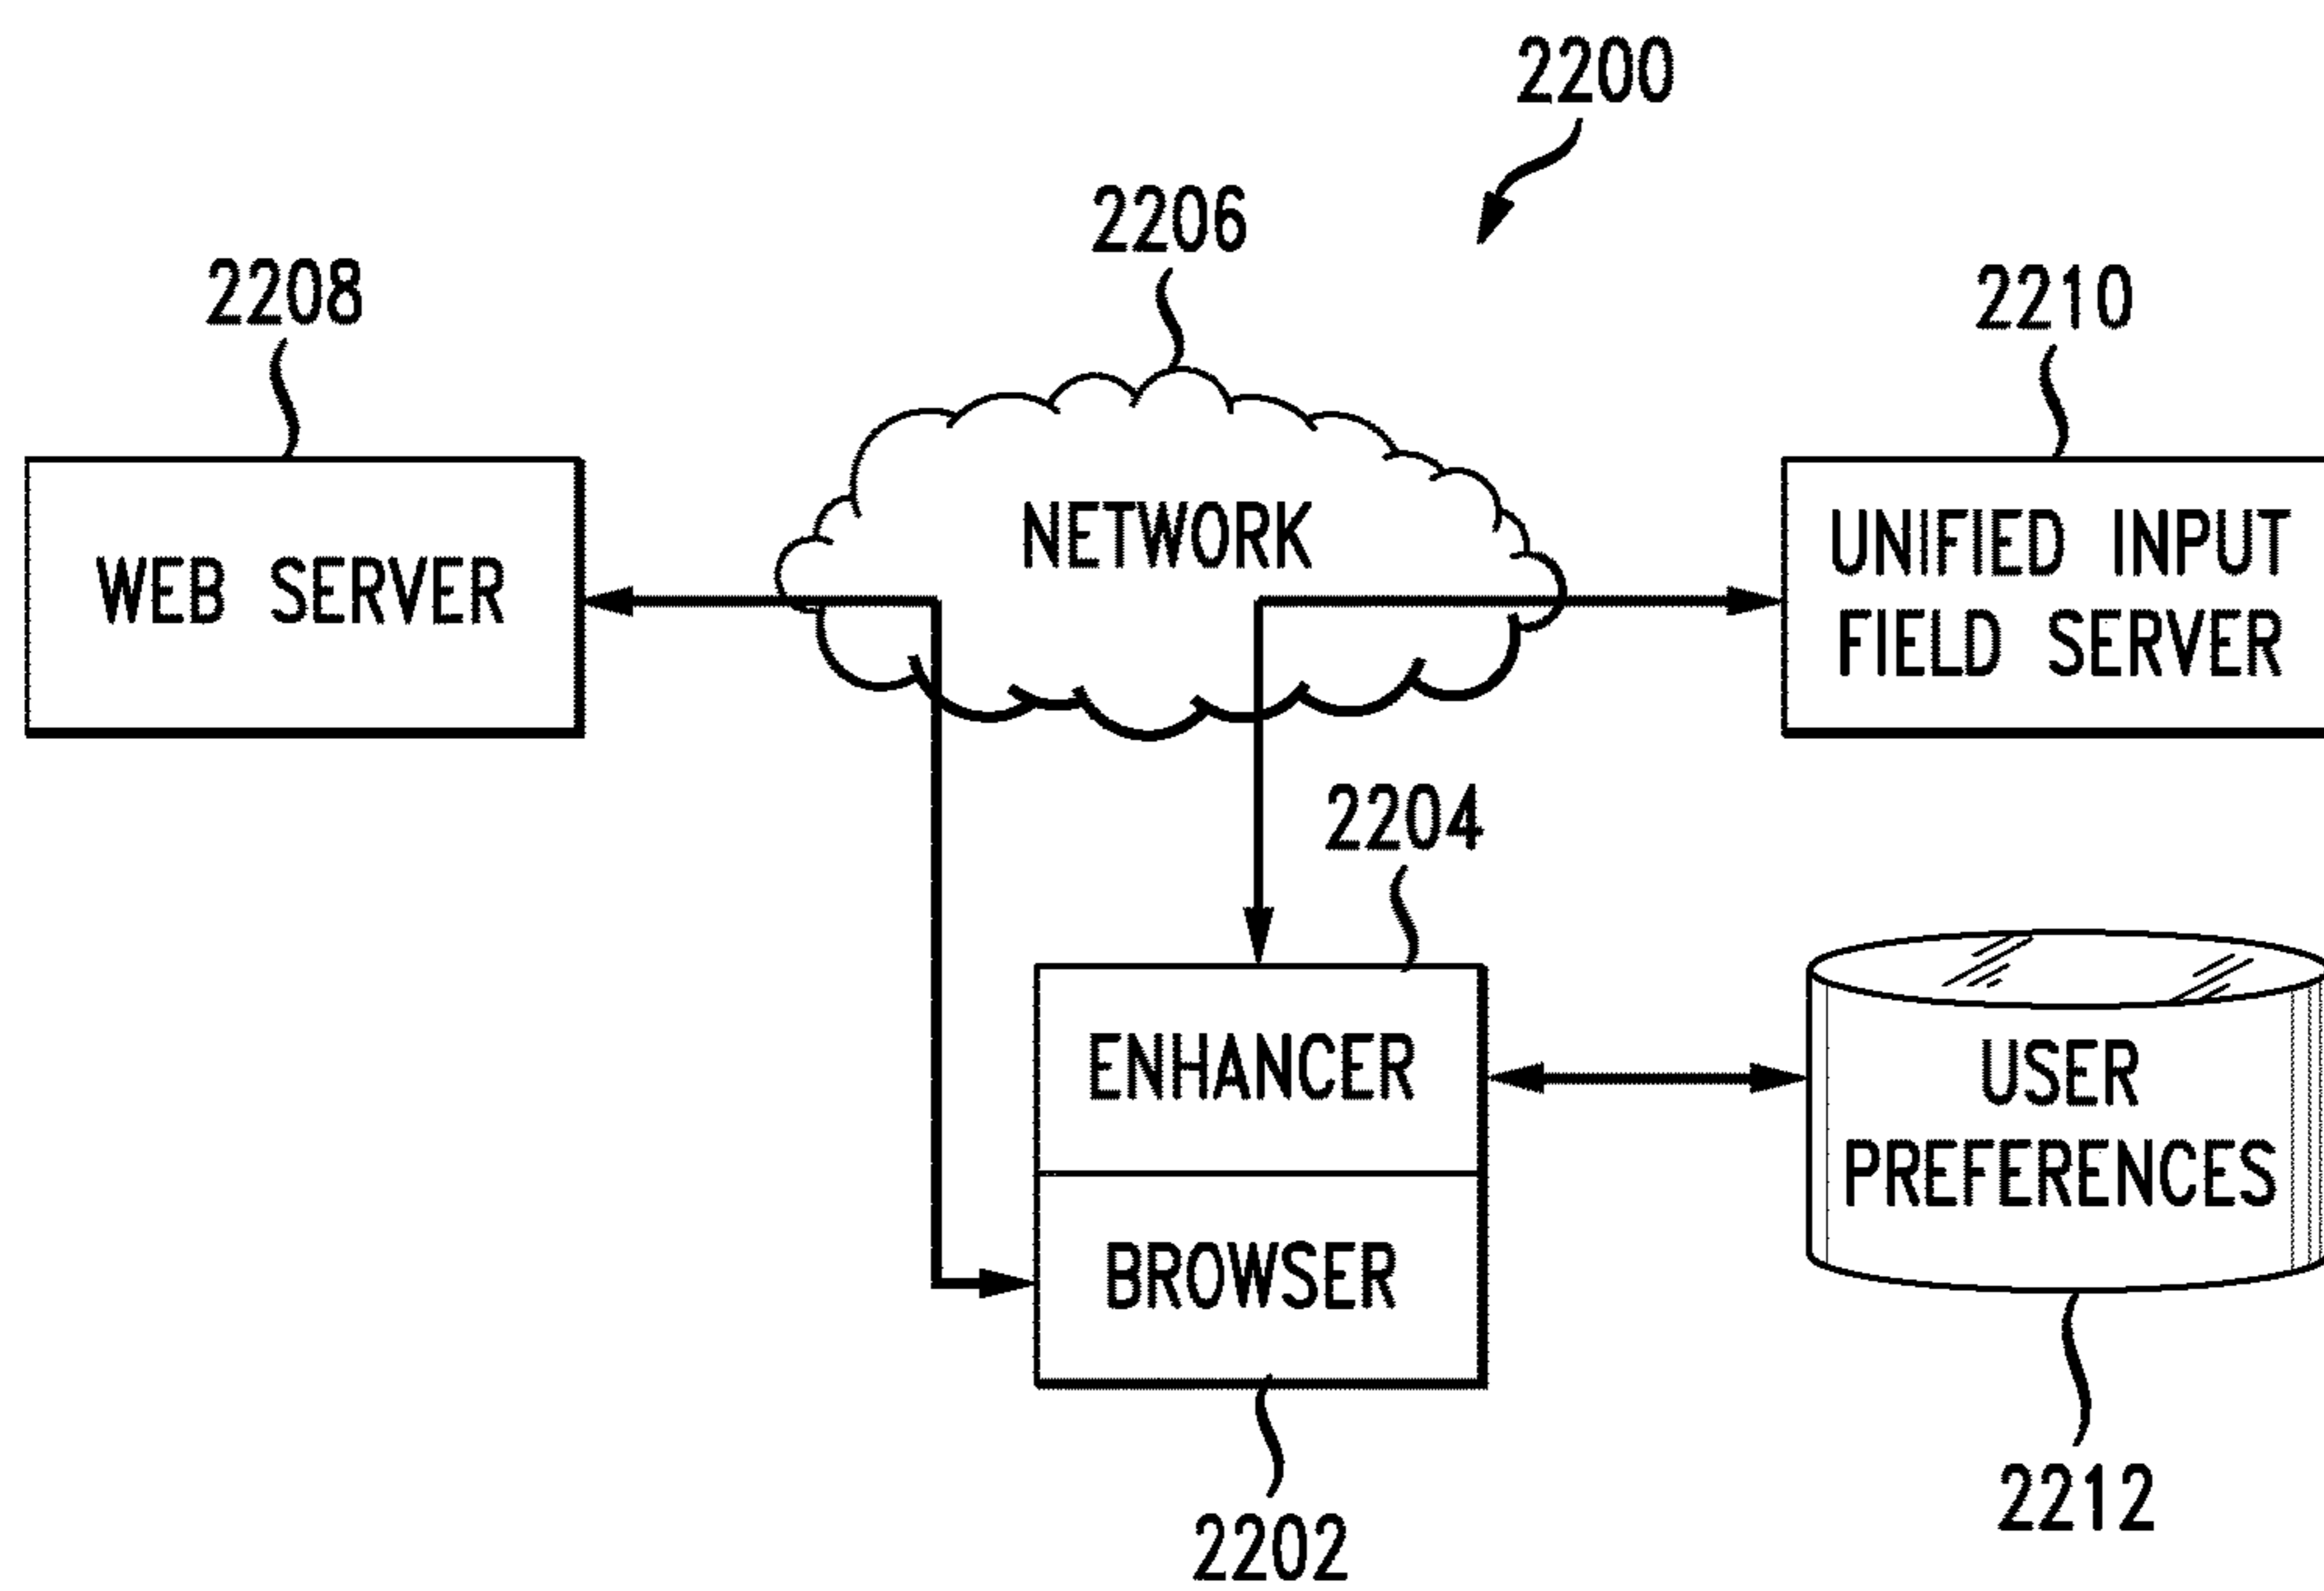 2200
2206
2208
2210
NETWORK
WEB SERVER
UNIFIED INPUT
FIELD SERVER
2204
ENHANCER
USER
PREFERENCES
BROWSER
2212
2202